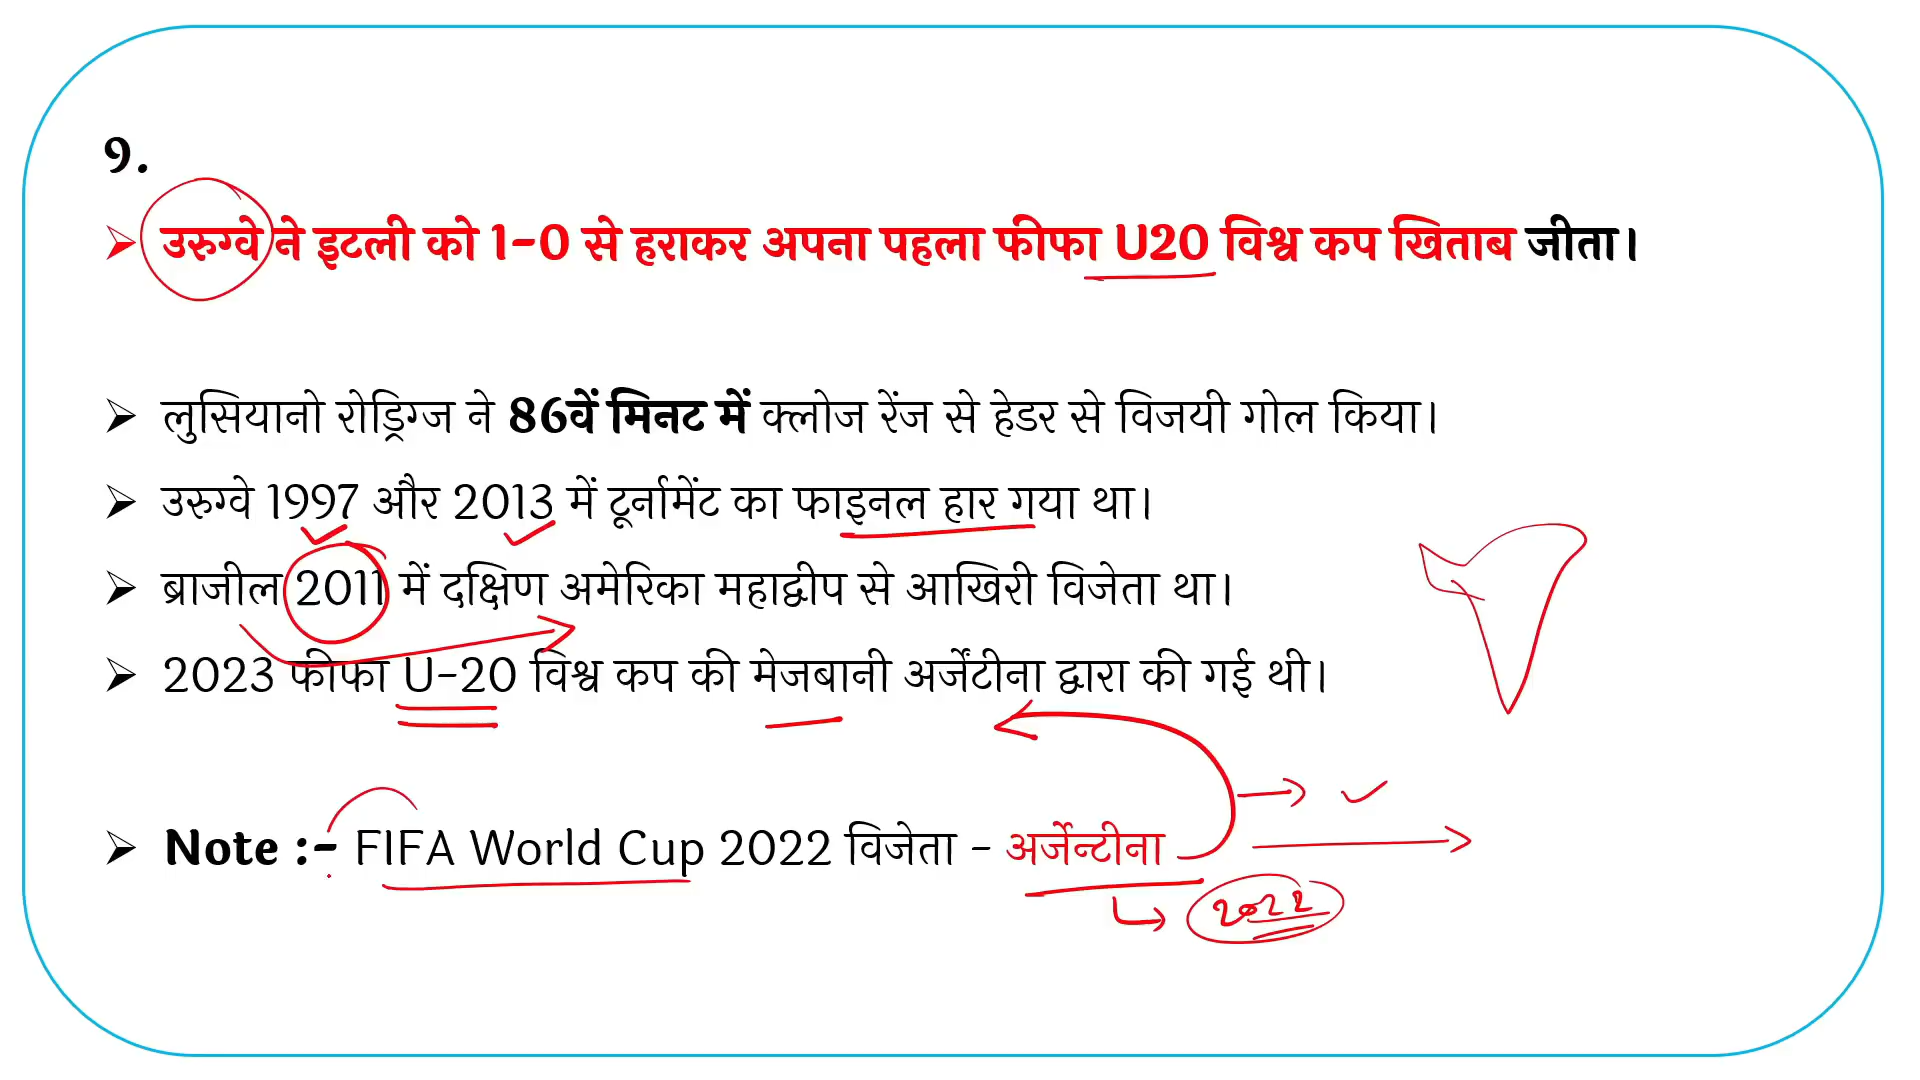 9.
➢ उरुग्वे ने इटली को 1-0 से हराकर अपना पहला फीफा U20 विश्व कप खिताब जीता।
➢ लुसियानो रोड्रिग्ज ने 86वें मिनट में क्लोज रेंज से हेडर से विजयी गोल किया।
➢ उरुग्वे 1997 और 2013 में टूर्नामेंट का फाइनल हार गया था।
➢ ब्राजील 2011 में दक्षिण अमेरिका महाद्वीप से आखिरी विजेता था।
➢ 2023 फीफा U-20 विश्व कप की मेजबानी अर्जेंटीना द्वारा की गई थी।
➢ Note :- FIFA World Cup 2022 विजेता - अर्जेन्टीना
2022